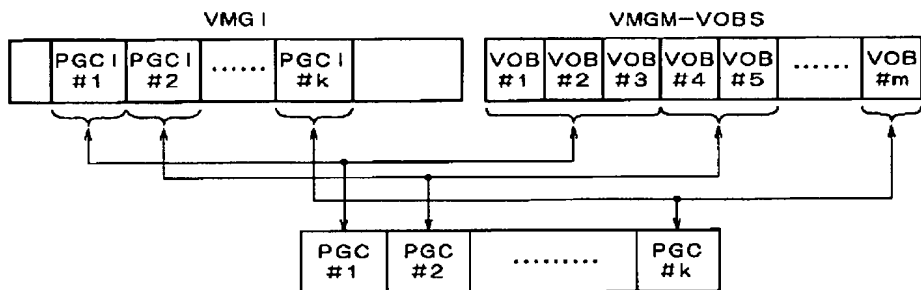 VMGI VMGM-VOBS
PGCI PGCI ...... PGCI VOB VOB VOB VOB VOB ...... VOB
#1 #2 #k #1 #2 #3 #4 #5 #m
PGC PGC ......... PGC
#1 #2 #k